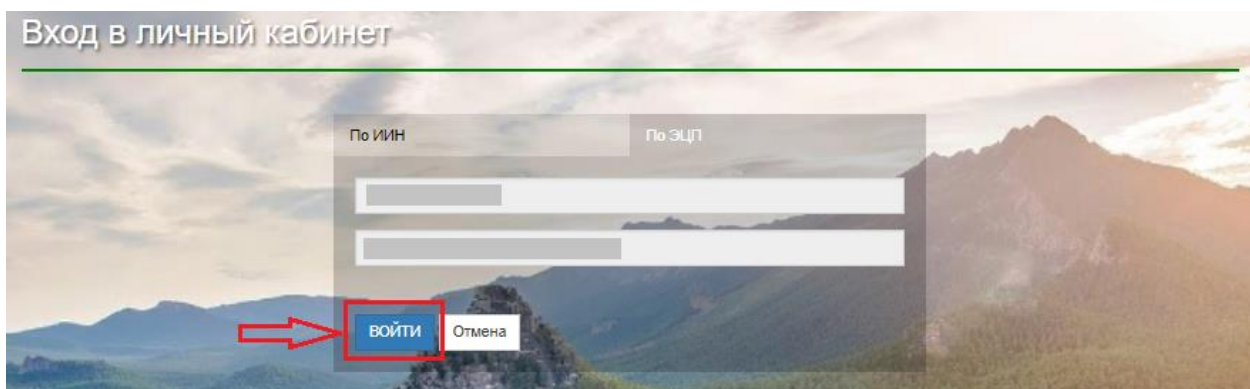 Вход в личный кабинет
По ИИН
По ЭЦП
ВОЙТИ
Отмена